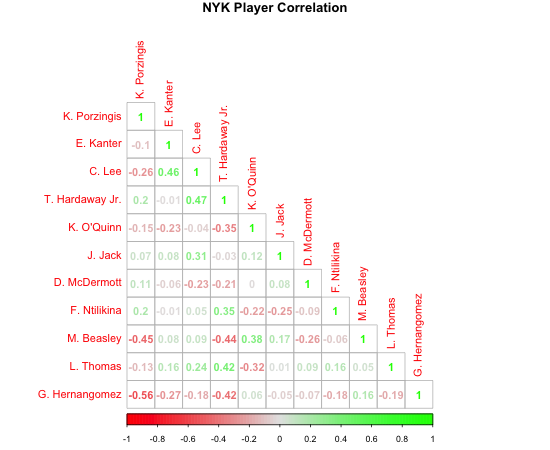 NYK Player Correlation
K. Porzingis
E. Kanter
C. Lee
T. Hardaway Jr.
K. O'Quinn
J. Jack
D. McDermott
F. Ntilikina
M. Beasley
L. Thomas
G. Hernangomez
K. Porzingis 1
E. Kanter -0.1 1
C. Lee -0.26 0.46 1
T. Hardaway Jr. 0.2 -0.01 0.47 1
K. O'Quinn -0.15 -0.23 -0.04 -0.35 1
J. Jack 0.07 0.08 0.31 -0.03 0.12 1
D. McDermott 0.11 -0.06 -0.23 -0.21 0 0.08 1
F. Ntilikina 0.2 -0.01 0.05 0.35 -0.22 -0.25 -0.09 1
M. Beasley -0.45 0.08 0.09 -0.44 0.38 0.17 -0.26 -0.06 1
L. Thomas -0.13 0.16 0.24 0.42 -0.32 0.01 0.09 0.16 0.05 1
G. Hernangomez -0.56 -0.27 -0.18 -0.42 0.06 -0.05 -0.07 -0.18 0.16 -0.19 1
-1 -0.8 -0.6 -0.4 -0.2 0 0.2 0.4 0.6 0.8 1